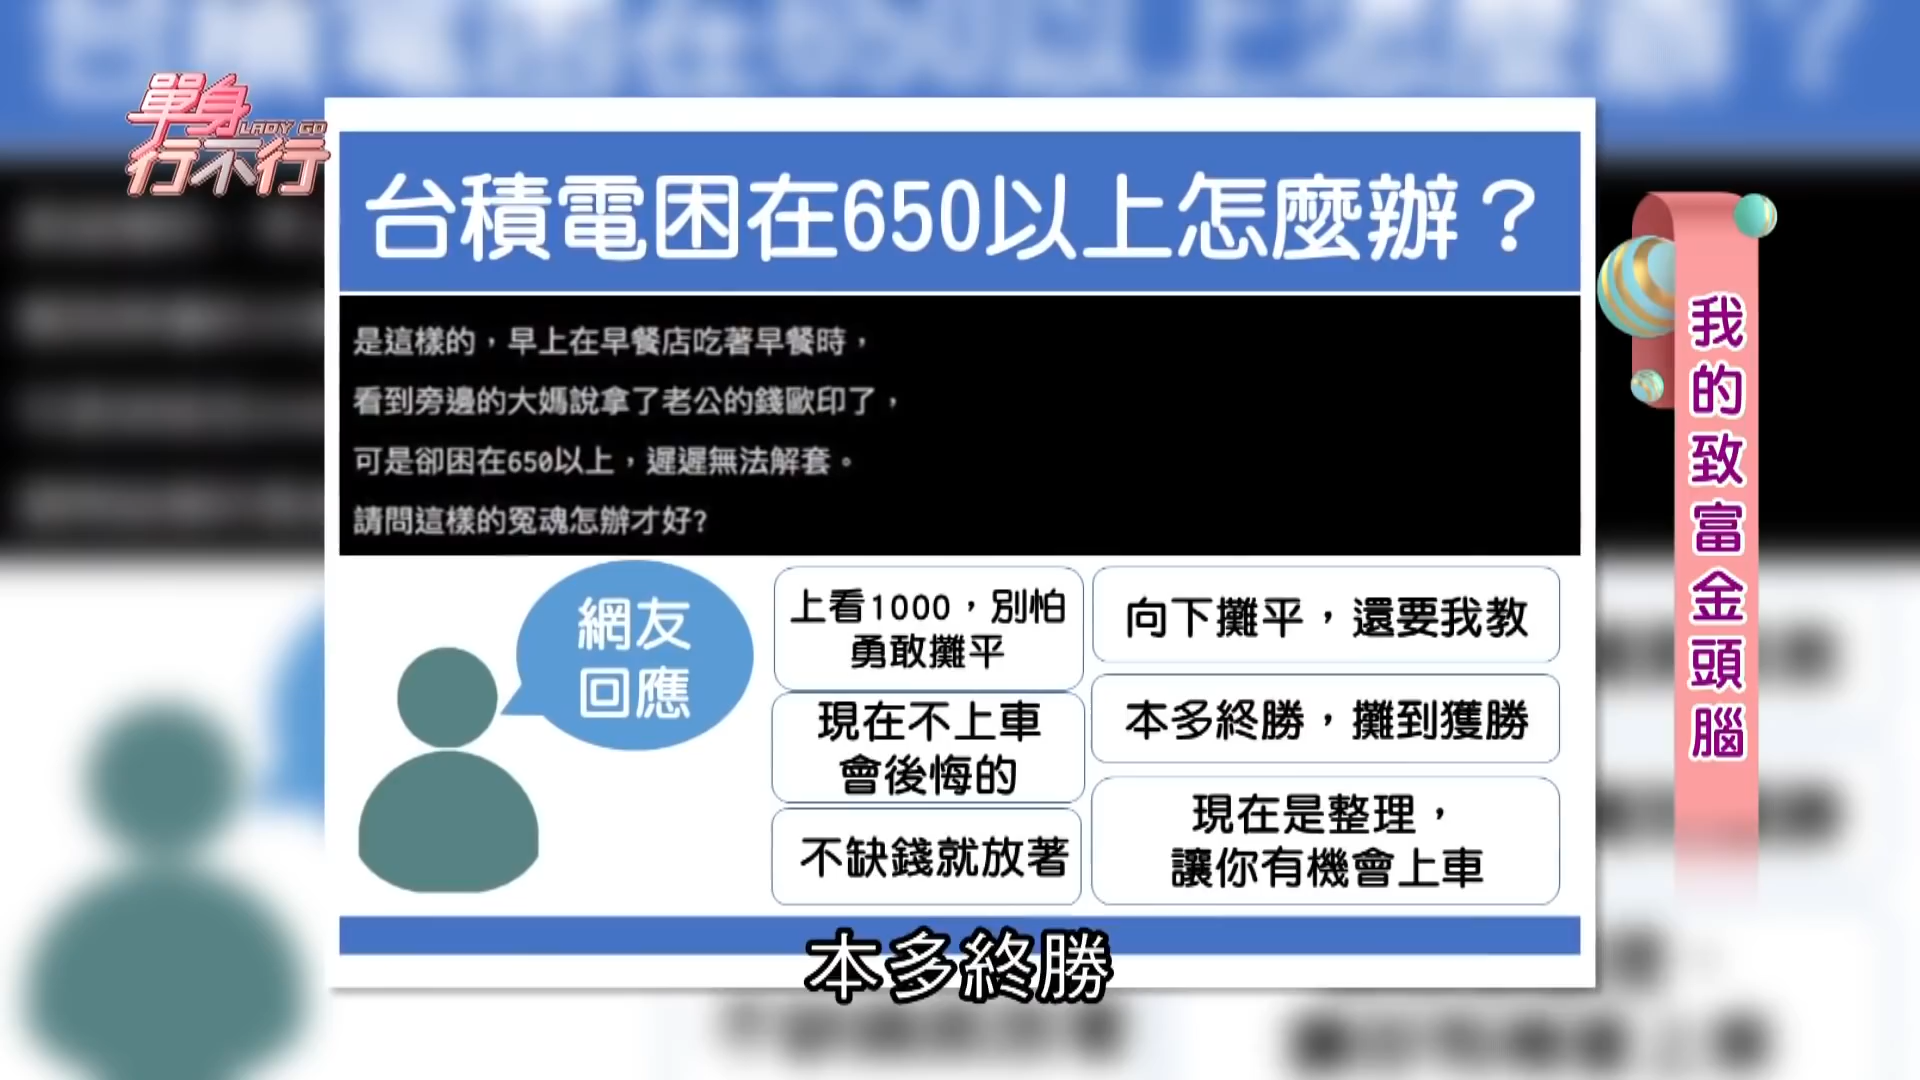 單身
LADY GO
行不行
台積電困在650以上怎麼辦？
是這樣的，早上在早餐店吃著早餐時，
看到旁邊的大媽說拿了老公的錢歐印了，
可是卻困在650以上，遲遲無法解套。
請問這樣的冤魂怎辦才好?
網友
回應
上看1000，別怕
勇敢攤平
現在不上車
會後悔的
不缺錢就放著
向下攤平，還要我教
本多終勝，攤到獲勝
現在是整理，
讓你有機會上車
本多終勝
我的致富金頭腦